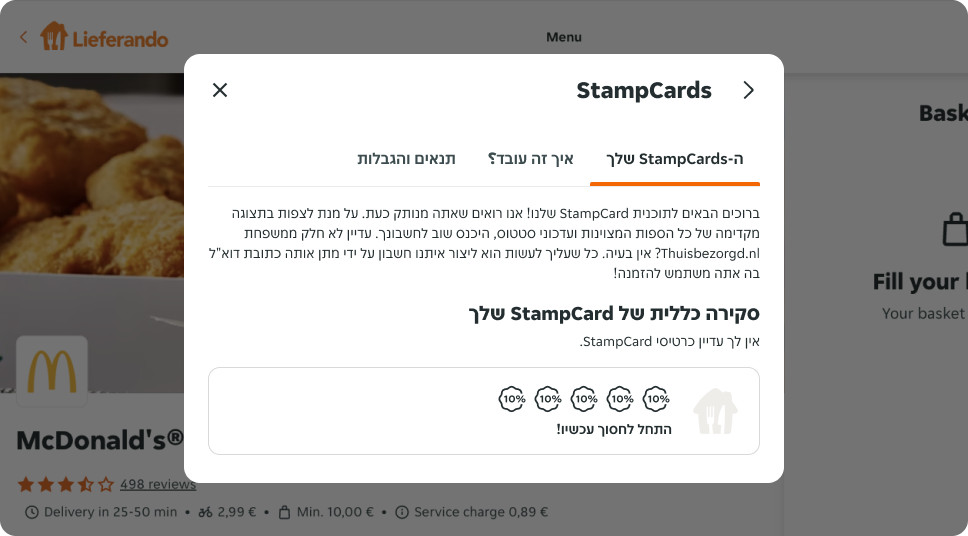 Lieferando
Menu
StampCards
ה-StampCards שלך
איך זה עובד?
תנאים והגבלות
ברוכים הבאים לתוכנית StampCard שלנו! אנו רואים שאתה מנותק כעת. על מנת לצפות בתצוגה
מקדימה של כל הספות המצוינות ועדכוני סטטוס, היכנס שוב לחשבונך. עדיין לא חלק ממשפחת
Thuisbezorgd.nl? אין בעיה. כל שעליך לעשות הוא ליצור איתנו חשבון על ידי מתן אותה כתובת דוא"ל
בה אתה משתמש להזמנה!
סקירה כללית של StampCard שלך
אין לך עדיין כרטיסי StampCard.
10% 10% 10% 10% 10%
התחל לחסוך עכשיו!
McDonald's®
498 reviews
Delivery in 25-50 min • 2,99 € • Min. 10,00 € • Service charge 0,89 €
Bask
Fill your
Your basket